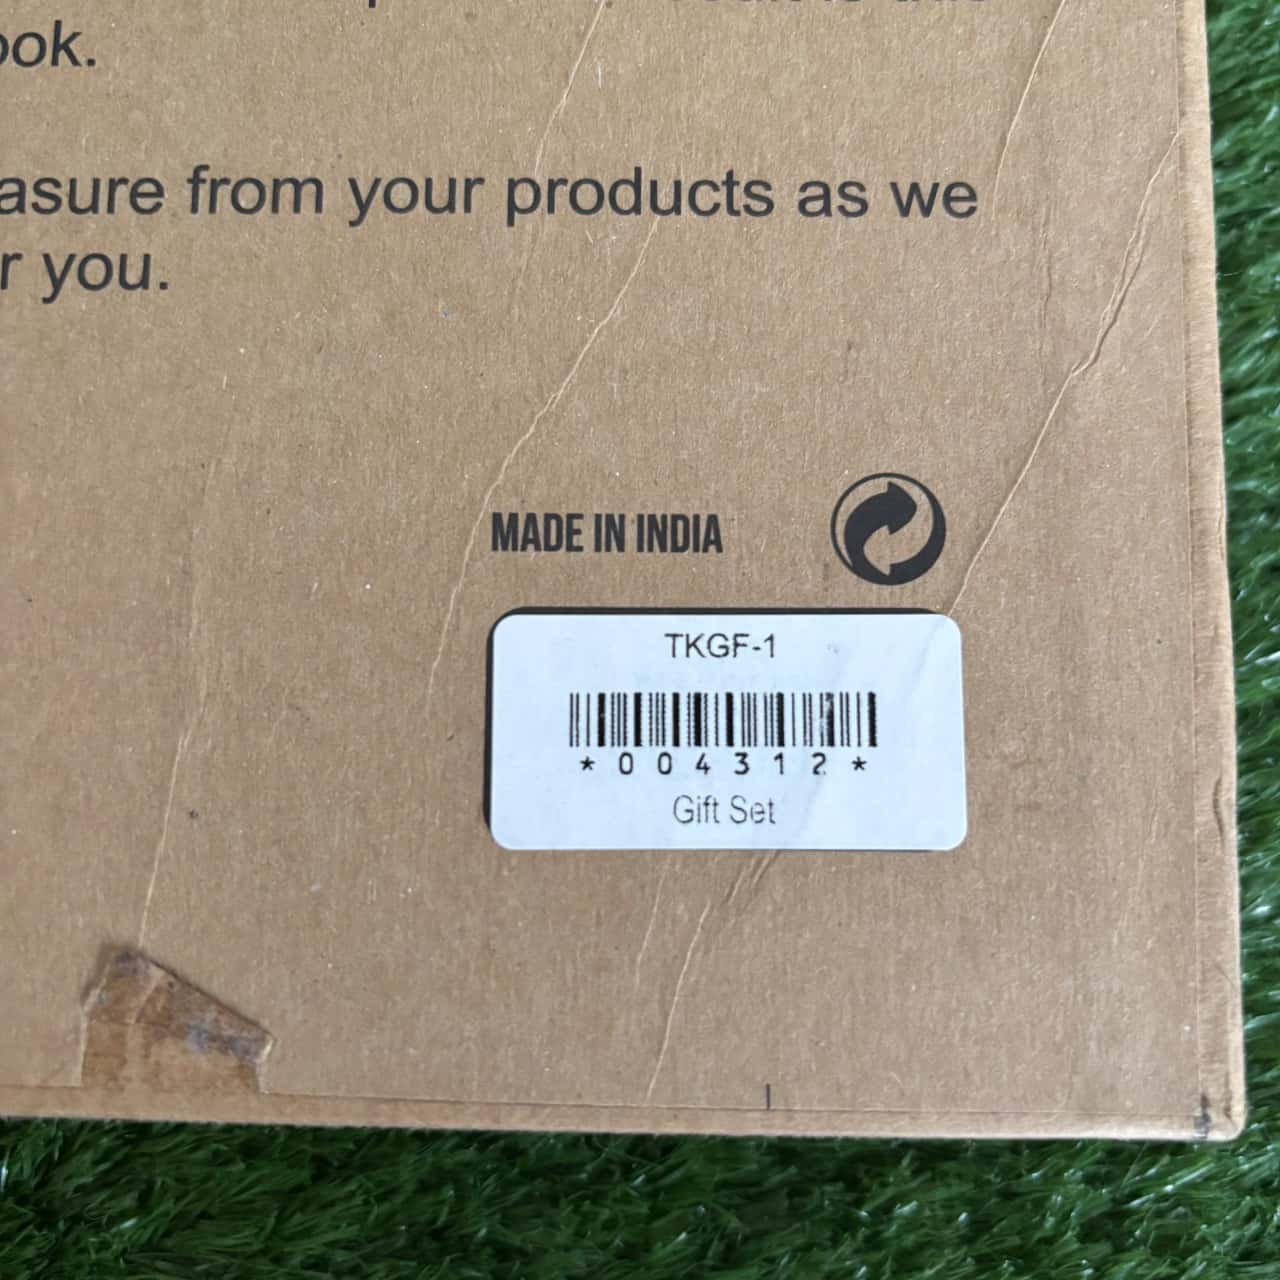 ook.
asure from your products as we
r you.
MADE IN INDIA
TKGF-1
*004312*
Gift Set